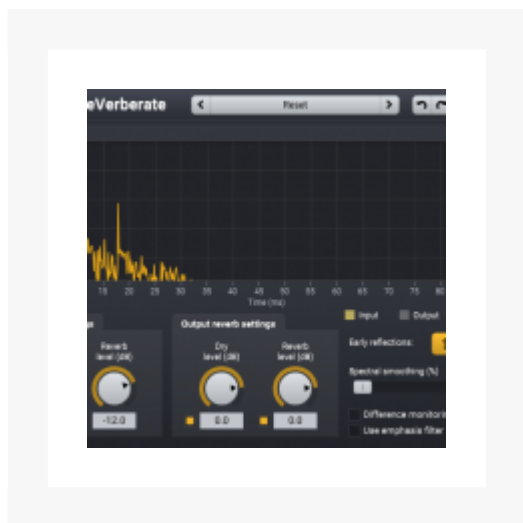 eVerberate
Reset
15 20 25 30 35 40 45 50 55 60 65 70 75 80
Time (ms)
Input
Output
gs
Output reverb settings
Reverb
level (dB)
Dry
level (dB)
Reverb
level (dB)
-12.0
0.0
0.0
Early reflections:
Spectral smoothing (%)
Difference monitorin
Use emphasis filter